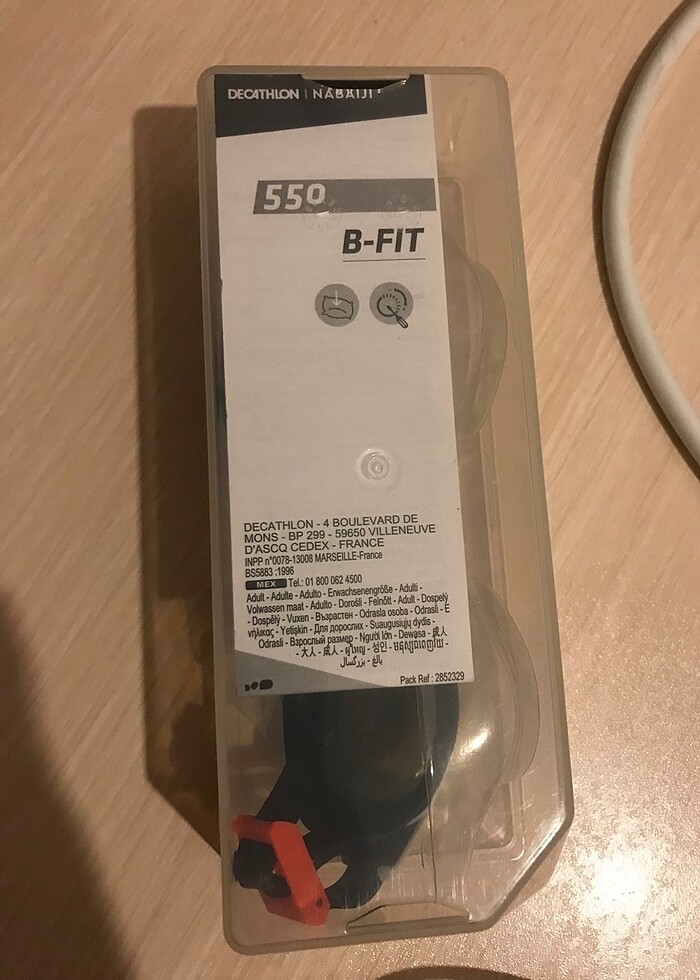 DECATHLON | NABAIJI
550
B-FIT
DECATHLON - 4 BOULEVARD DE
MONS - BP 299 - 59650 VILLENEUVE
D'ASCQ CEDEX - FRANCE
INPP n°0078-13008 MARSEILLE-France
BS5883 :1996
MEX Tel.: 01 800 062 4500
Adult - Adulte - Adulto - Erwachsenengröße - Adulti -
Volwassen maat - Adulto - Dorośli - Felnőtt - Adult - Dospelý
- Dospělý - Vuxen - Възрастен - Odrasla osoba - Odrasli - Ε
νήλικας - Yetişkin - Для дорослих - Suaugusiųjų dydis -
Odrasli - Взрослый размер - Người lớn - Dewasa - 成人
- 大人 - 成人 - ผู้ใหญ่ - 성인 -
بالغ - بزرگسال
Pack Ref : 2852329